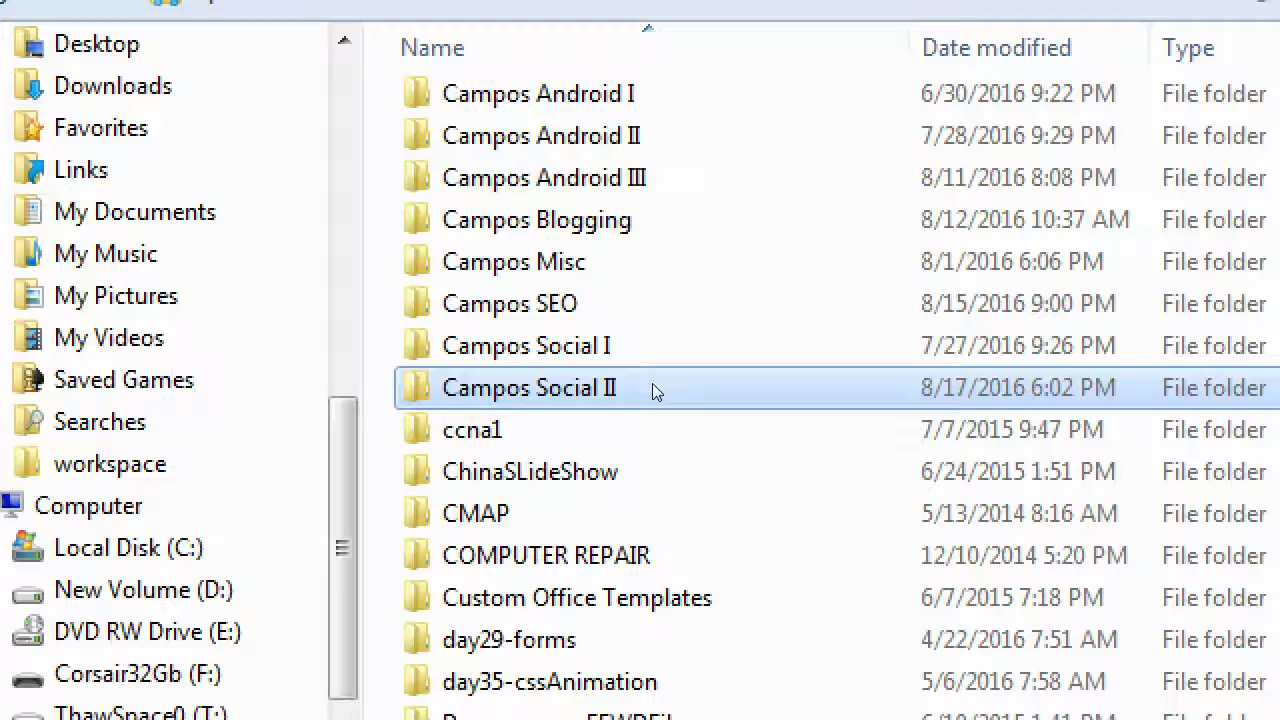 Desktop
Downloads
Favorites
Links
My Documents
My Music
My Pictures
My Videos
Saved Games
Searches
workspace
Computer
Local Disk (C:)
New Volume (D:)
DVD RW Drive (E:)
Corsair32Gb (F:)
ThawSpace0 (T:)
Name Date modified Type
Campos Android I 6/30/2016 9:22 PM File folder
Campos Android II 7/28/2016 9:29 PM File folder
Campos Android III 8/11/2016 8:08 PM File folder
Campos Blogging 8/12/2016 10:37 AM File folder
Campos Misc 8/1/2016 6:06 PM File folder
Campos SEO 8/15/2016 9:00 PM File folder
Campos Social I 7/27/2016 9:26 PM File folder
Campos Social II 8/17/2016 6:02 PM File folder
ccna1 7/7/2015 9:47 PM File folder
ChinaSLideShow 6/24/2015 1:51 PM File folder
CMAP 5/13/2014 8:16 AM File folder
COMPUTER REPAIR 12/10/2014 5:20 PM File folder
Custom Office Templates 6/7/2015 7:18 PM File folder
day29-forms 4/22/2016 7:51 AM File folder
day35-cssAnimation 5/6/2016 7:58 AM File folder